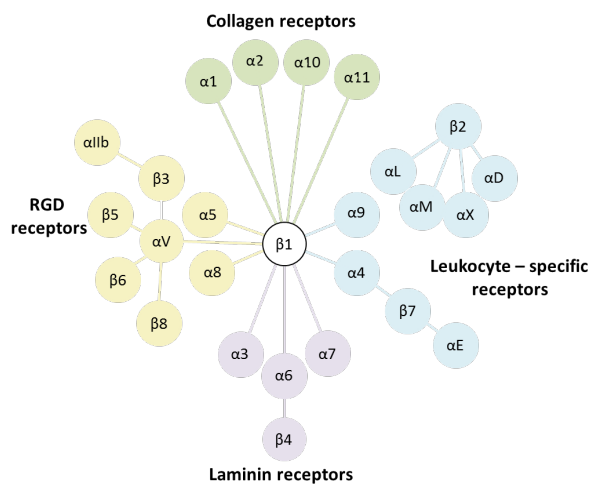 Collagen receptors
α1
α2
α10
α11
αIIb
β3
RGD
receptors
β5
αV
β6
β8
α5
α8
β1
α9
α4
β7
αE
β2
αL
αM
αX
αD
Leukocyte – specific
receptors
α3
α6
α7
β4
Laminin receptors